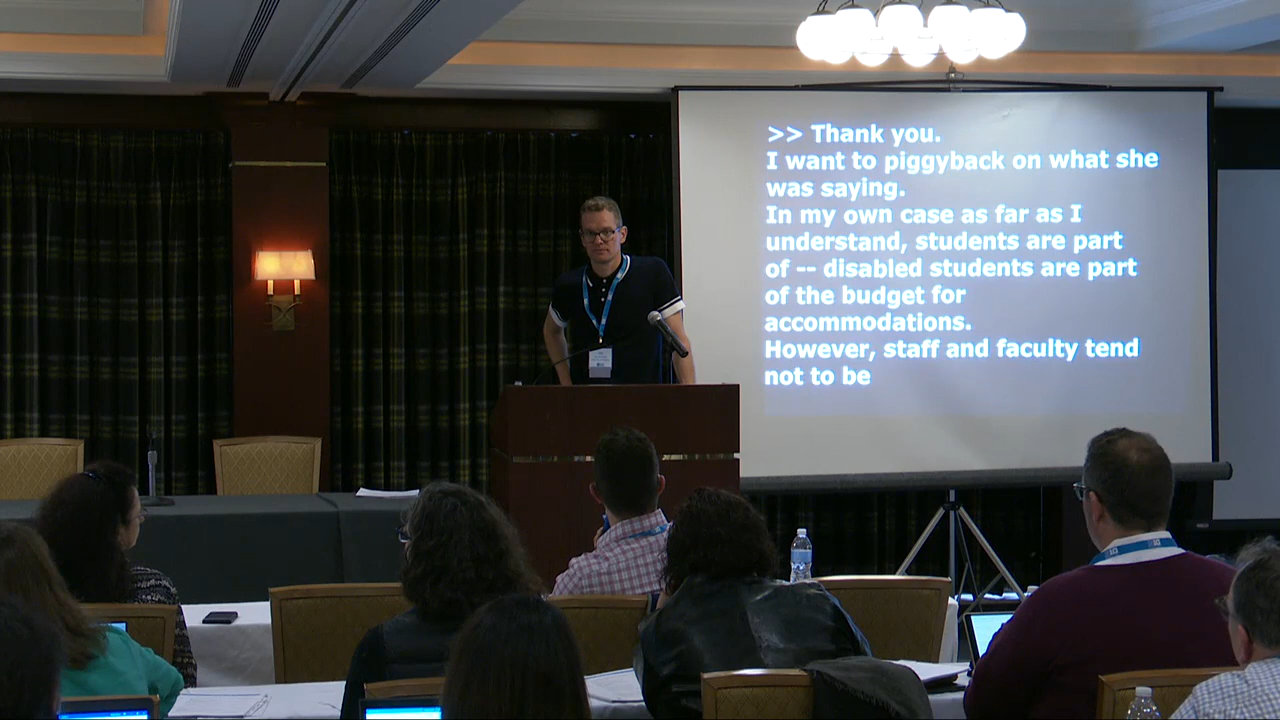 >> Thank you.
I want to piggyback on what she
was saying.
In my own case as far as I
understand, students are part
of -- disabled students are part
of the budget for
accommodations.
However, staff and faculty tend
not to be